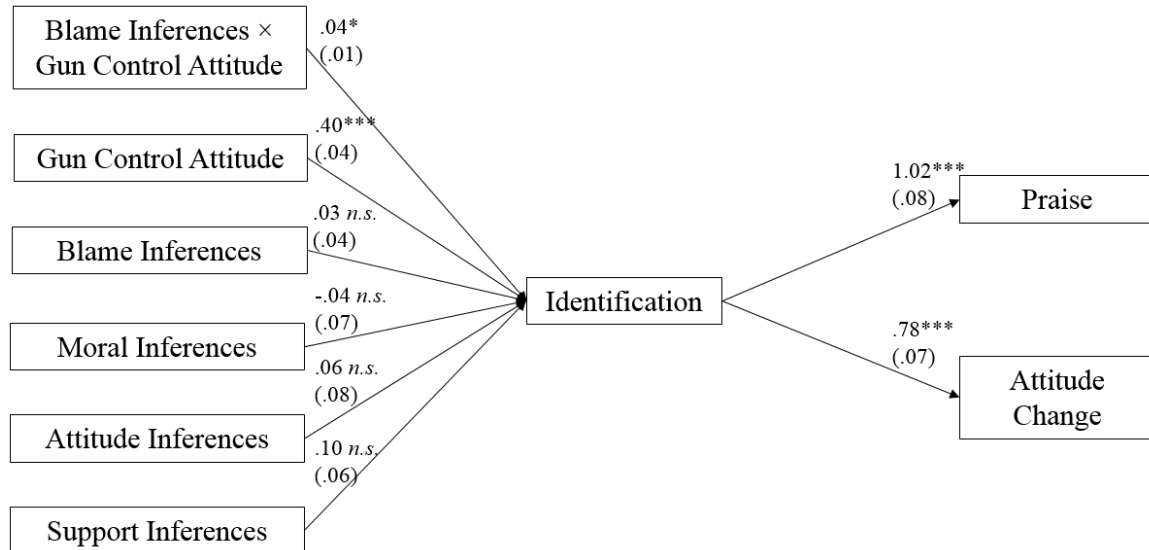 Blame Inferences ×
Gun Control Attitude
.04*
(.01)
Gun Control Attitude
.40***
(.04)
Blame Inferences
.03 n.s.
(.04)
Moral Inferences
-.04 n.s.
(.07)
Attitude Inferences
.06 n.s.
(.08)
Support Inferences
.10 n.s.
(.06)
Identification
1.02***
(.08)
Praise
.78***
(.07)
Attitude
Change